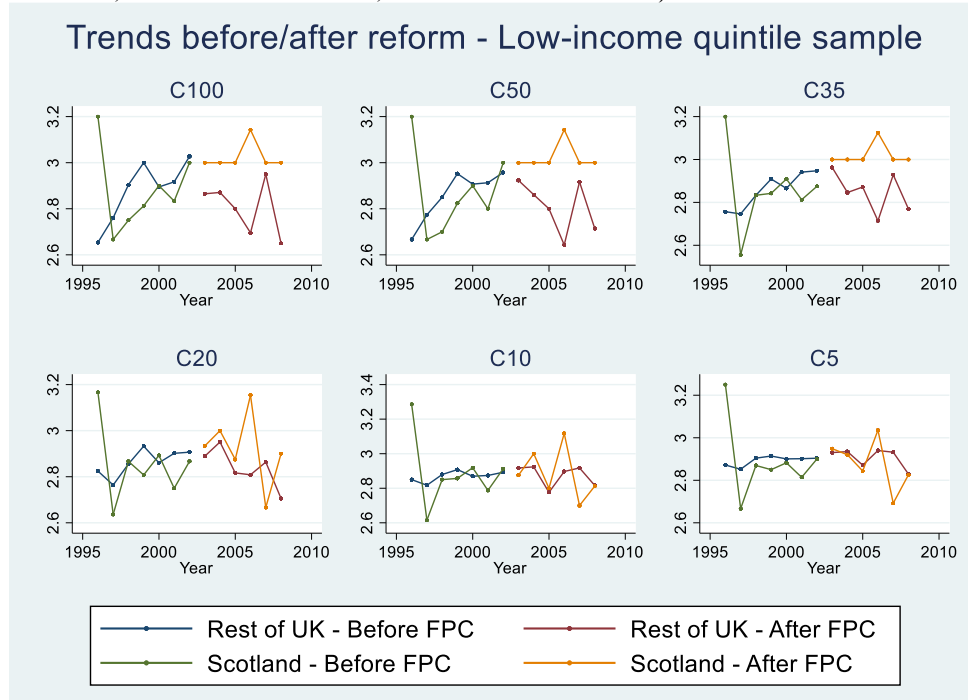 Trends before/after reform - Low-income quintile sample
C100
C50
C35
2.6 2.8 3 3.2
2.6 2.8 3 3.2
2.6 2.8 3 3.2
1995 2000 2005 2010
1995 2000 2005 2010
1995 2000 2005 2010
Year
Year
Year
C20
C10
C5
2.6 2.8 3 3.2
2.6 2.8 3 3.2 3.4
2.6 2.8 3 3.2
1995 2000 2005 2010
1995 2000 2005 2010
1995 2000 2005 2010
Year
Year
Year
Rest of UK - Before FPC
Rest of UK - After FPC
Scotland - Before FPC
Scotland - After FPC